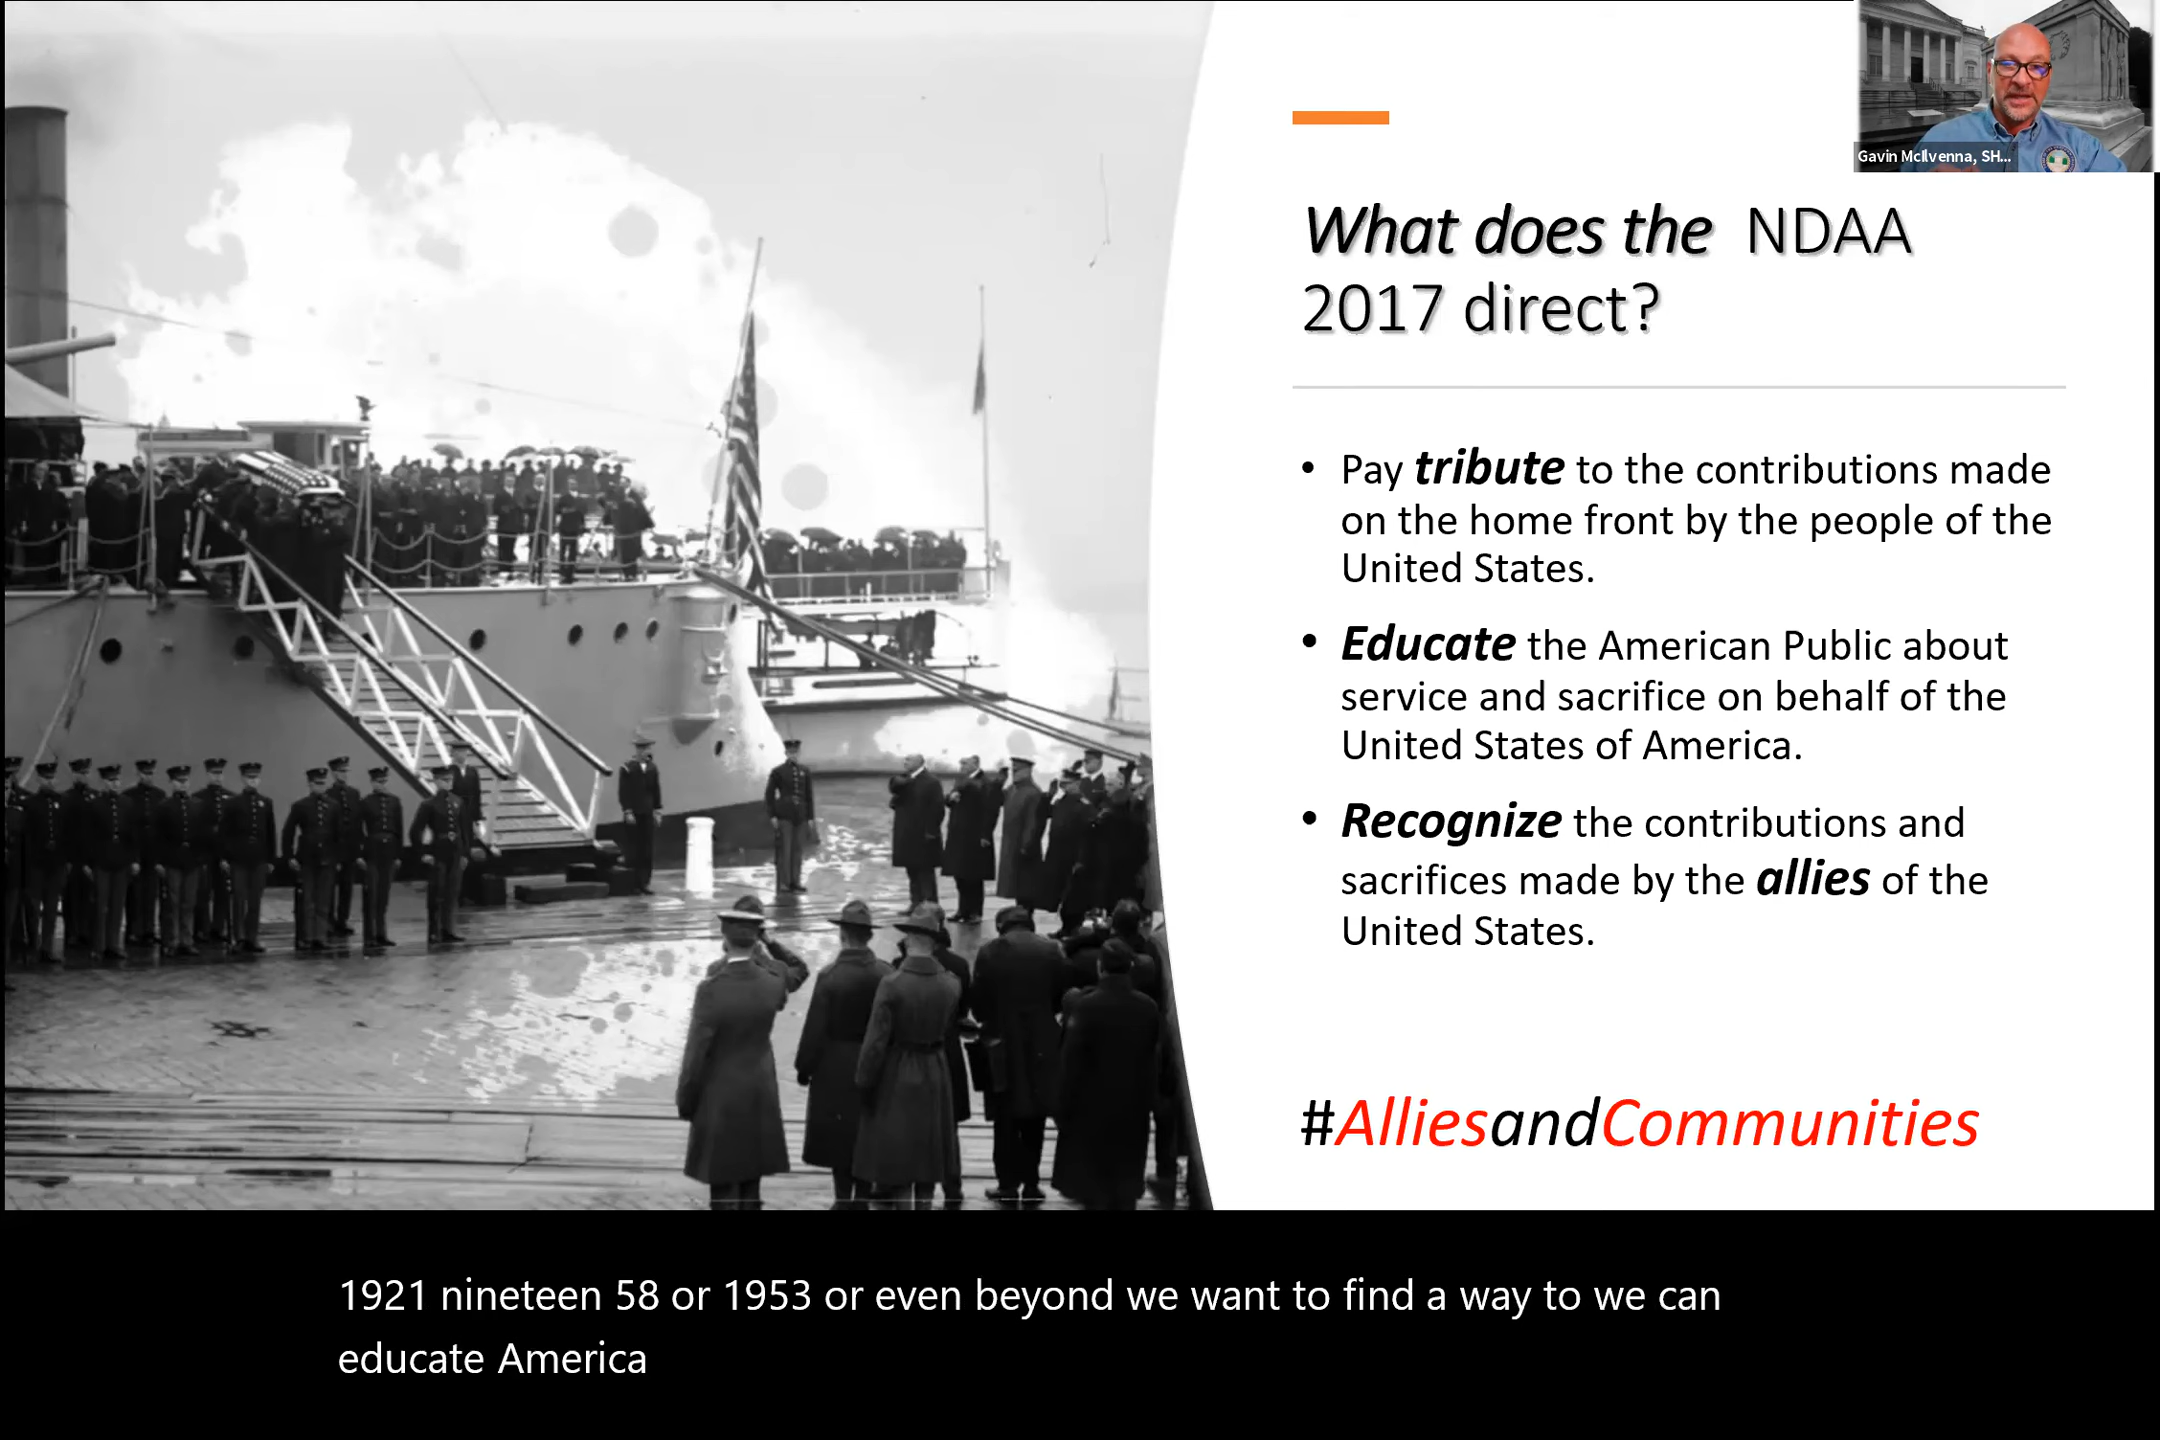 Gavin McIlvenna, SH...
What does the NDAA
2017 direct?
• Pay tribute to the contributions made
on the home front by the people of the
United States.
• Educate the American Public about
service and sacrifice on behalf of the
United States of America.
• Recognize the contributions and
sacrifices made by the allies of the
United States.
#AlliesandCommunities
1921 nineteen 58 or 1953 or even beyond we want to find a way to we can
educate America